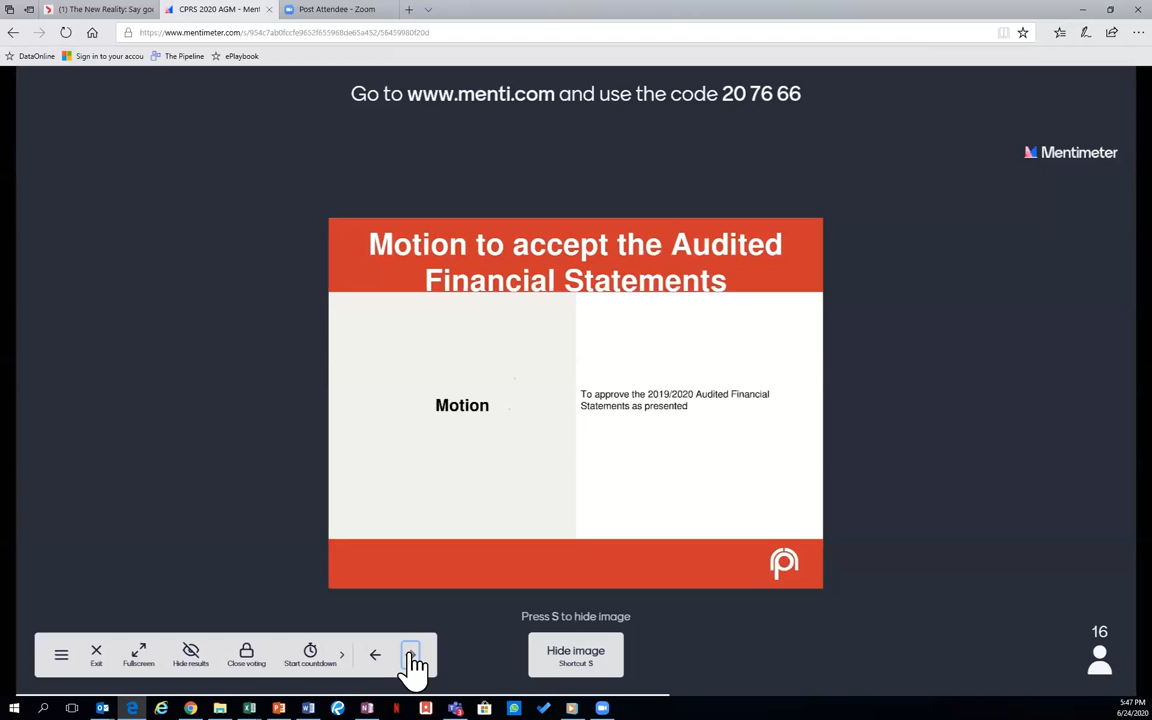 (1) The New Reality: Say goo
CPRS 2020 AGM - Menti
Post Attendee - Zoom
https://www.mentimeter.com/s/954c7ab0fccfe9652f655968de65a452/56459980f20d
DataOnline
Sign in to your accou
The Pipeline
ePlaybook
Go to www.menti.com and use the code 20 76 66
Mentimeter
Motion to accept the Audited
Financial Statements
Motion
To approve the 2019/2020 Audited Financial
Statements as presented
Press S to hide image
Exit
Fullscreen
Hide results
Close voting
Start countdown
Hide image
Shortcut S
16
5:47 PM
6/24/2020